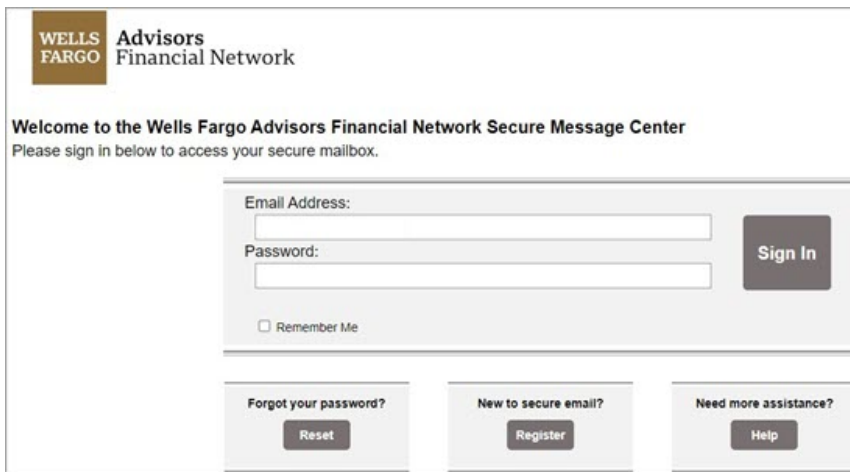 WELLS
FARGO
Advisors
Financial Network
Welcome to the Wells Fargo Advisors Financial Network Secure Message Center
Please sign in below to access your secure mailbox.
Email Address:
Password:
Sign In
Remember Me
Forgot your password?
Reset
New to secure email?
Register
Need more assistance?
Help